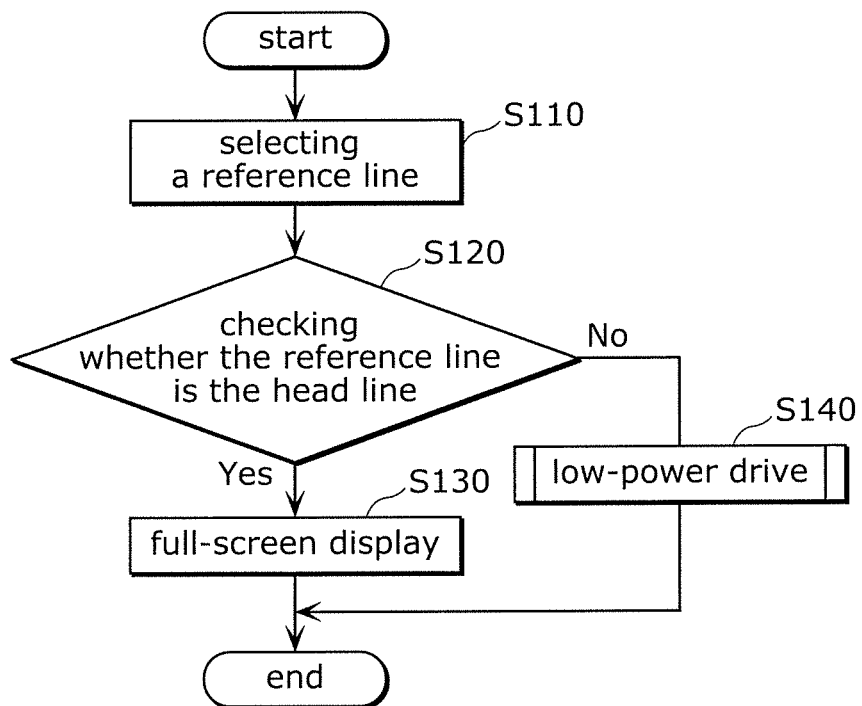 start
S110
selecting
a reference line
S120
checking
whether the reference line
is the head line
No
S140
low-power drive
Yes
S130
full-screen display
end